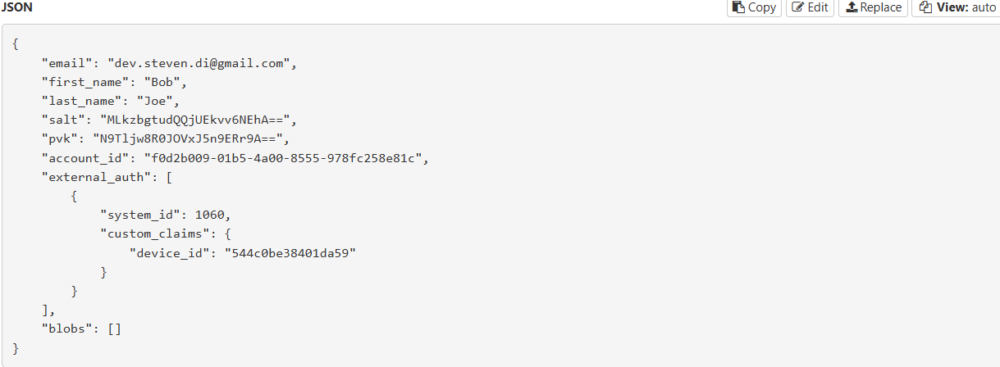 JSON
Copy
Edit
Replace
View: auto
{
    "email": "dev.steven.di@gmail.com",
    "first_name": "Bob",
    "last_name": "Joe",
    "salt": "MLkzbgtudQQjUEkvv6NEhA==",
    "pvk": "N9Tljw8R0JOVxJ5n9ERr9A==",
    "account_id": "f0d2b009-01b5-4a00-8555-978fc258e81c",
    "external_auth": [
        {
            "system_id": 1060,
            "custom_claims": {
                "device_id": "544c0be38401da59"
            }
        }
    ],
    "blobs": []
}